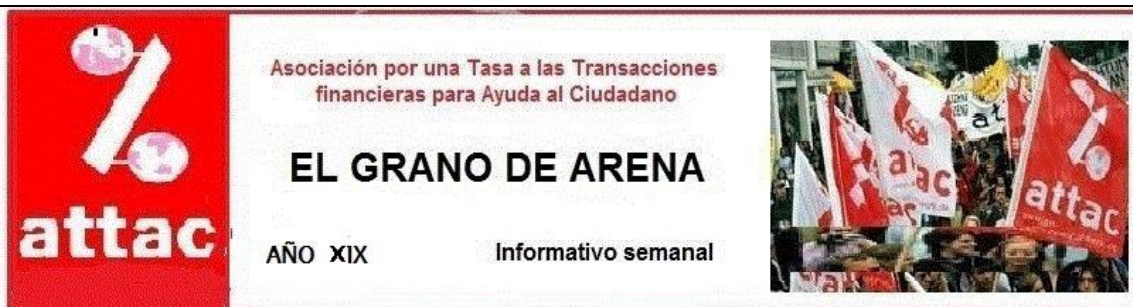 attac
Asociación por una Tasa a las Transacciones
financieras para Ayuda al Ciudadano
EL GRANO DE ARENA
AÑO XIX
Informativo semanal
attac
attac